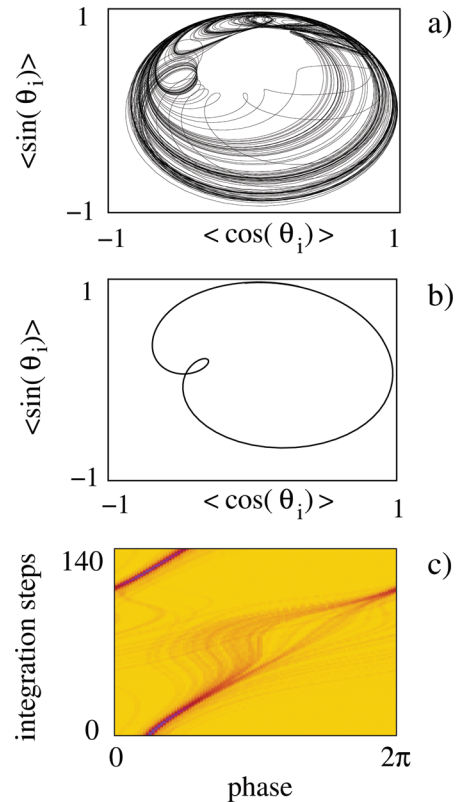 1
a)
<sin(θi)>
−1
−1
<cos(θi)>
1
1
b)
<sin(θi)>
−1
−1
<cos(θi)>
1
140
c)
integration steps
0
0
2π
phase